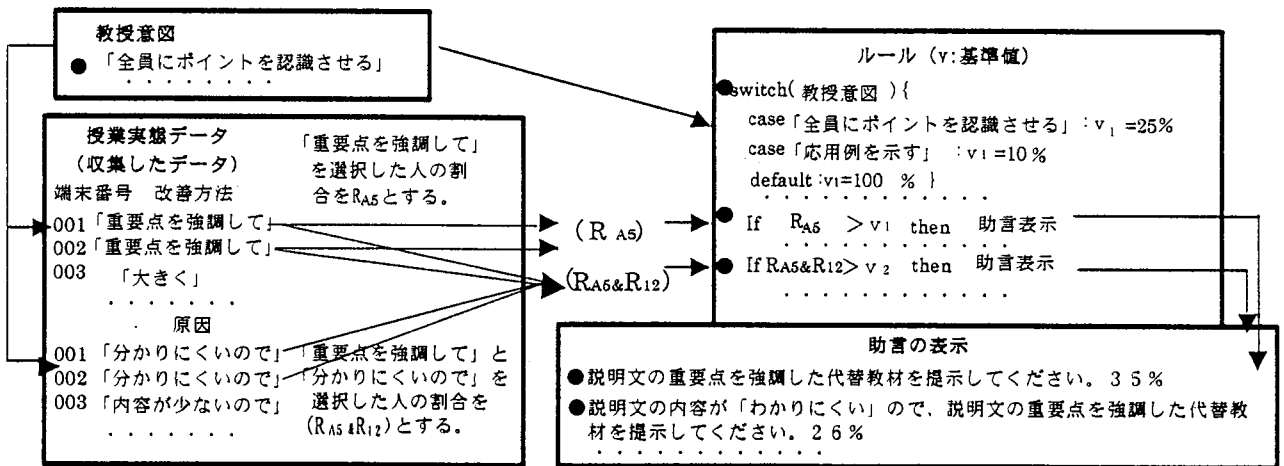 教授意図
●「全員にポイントを認識させる」
・・・・・・・・
授業実態データ
(収集したデータ)
端末番号 改善方法
001「重要点を強調して」
002「重要点を強調して」
003 「大きく」
・・・・・・・
原因
001「分かりにくいので」
002「分かりにくいので」
003「内容が少ないので」
・・・・・・・
「重要点を強調して」
を選択した人の割
合をRA5とする。
「重要点を強調して」と
「分かりにくいので」を
選択した人の割合を
(RA5&R12)とする。
(RA5)
(RA5&R12)
ルール(v:基準値)
●switch(教授意図){
case「全員にポイントを認識させる」:v1=25%
case「応用例を示す」:v1=10%
default:v1=100 % }
・・・・・・・・・・・・
●If RA5 >v1 then 助言表示
・・・・・・・・・・・・
●If RA5&R12>v2 then 助言表示
・・・・・・・・・・・・
助言の表示
●説明文の重要点を強調した代替教材を提示してください。35%
●説明文の内容が「わかりにくい」ので、説明文の重要点を強調した代替教
材を提示してください。26%
・・・・・・・・・・・・